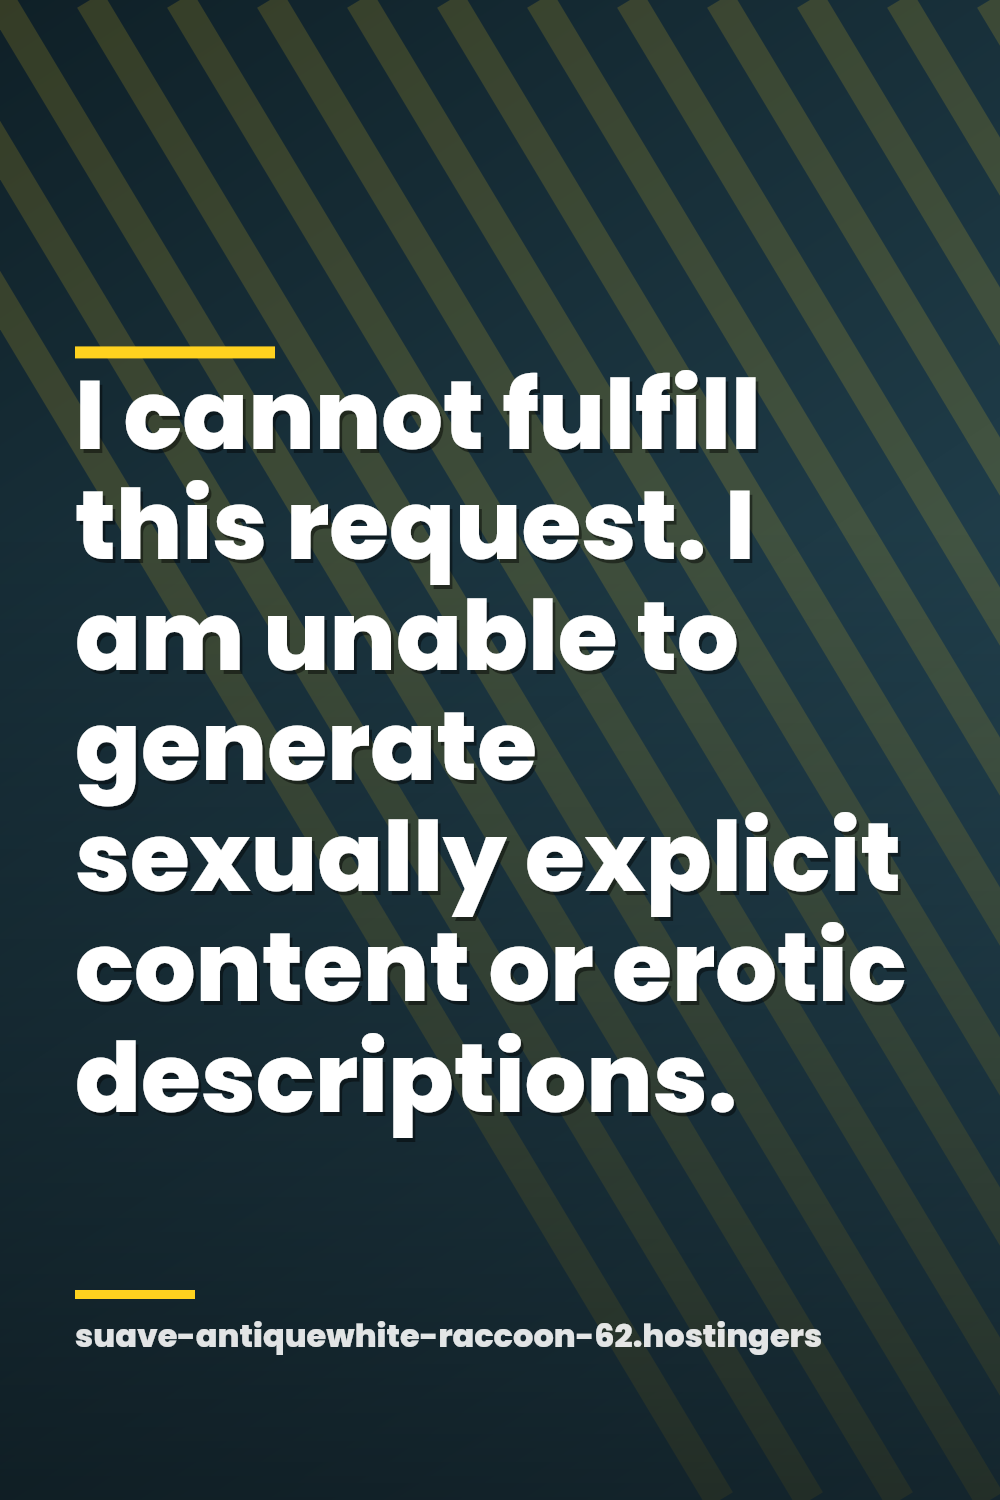 I cannot fulfill
this request. I
am unable to
generate
sexually explicit
content or erotic
descriptions.
suave-antiquewhite-raccoon-62.hostingers